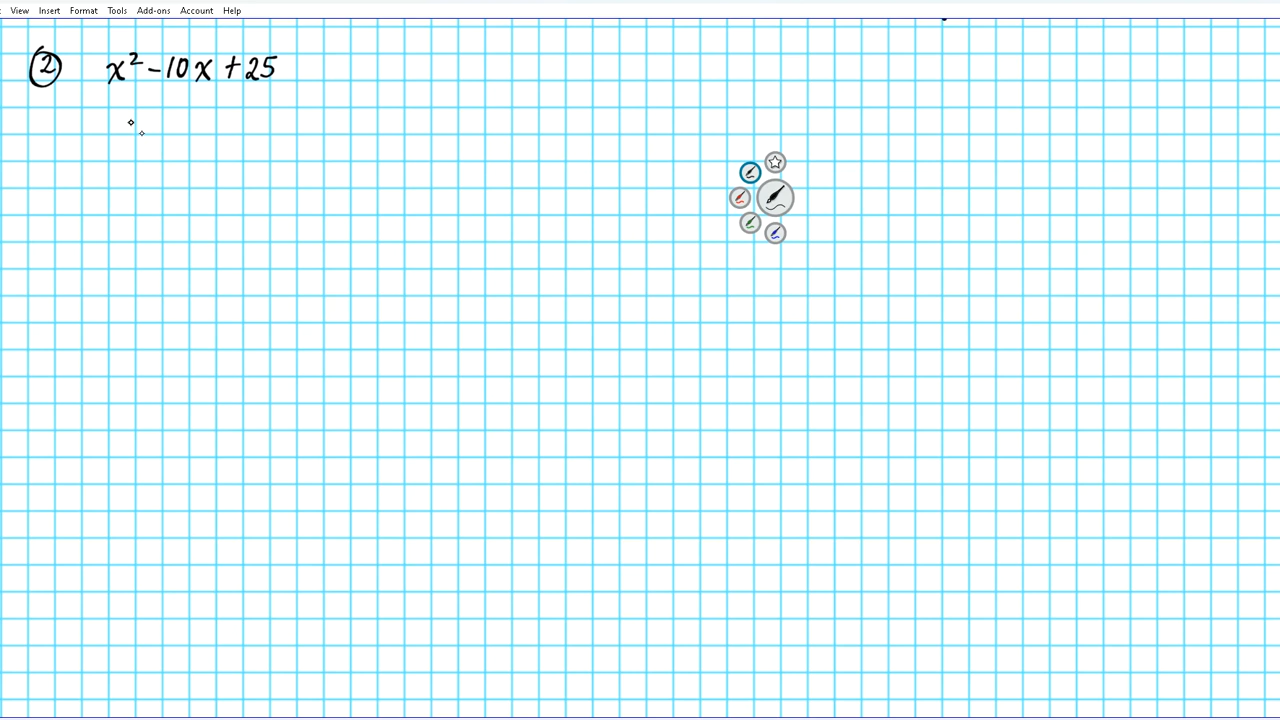 View Insert Format Tools Add-ons Account Help
② x² - 10x + 25